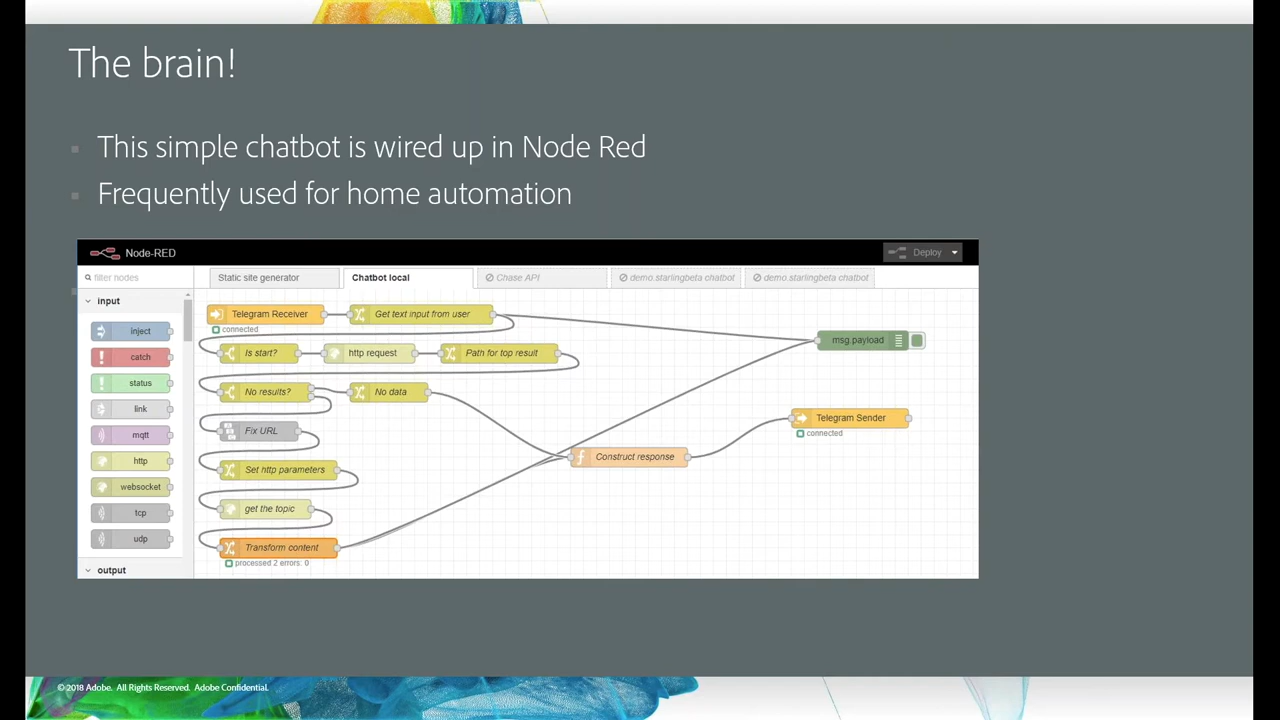 The brain!
This simple chatbot is wired up in Node Red
Frequently used for home automation
Node-RED
Deploy
filter nodes
Static site generator
Chatbot local
Chase API
demo.starlingbeta chatbot
demo.starlingbeta chatbot
input
inject
catch
status
link
mqtt
http
websocket
tcp
udp
output
Telegram Receiver
connected
Get text input from user
Is start?
http request
Path for top result
No results?
No data
Fix URL
Set http parameters
get the topic
Transform content
processed 2 errors: 0
msg.payload
Telegram Sender
connected
Construct response
© 2018 Adobe. All Rights Reserved. Adobe Confidential.